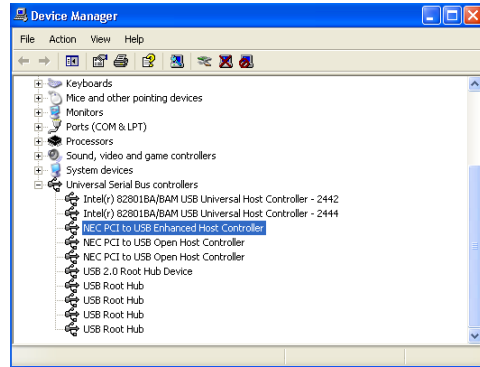 Device Manager
File Action View Help
Keyboards
Mice and other pointing devices
Monitors
Ports (COM & LPT)
Processors
Sound, video and game controllers
System devices
Universal Serial Bus controllers
Intel(r) 82801BA/BAM USB Universal Host Controller - 2442
Intel(r) 82801BA/BAM USB Universal Host Controller - 2444
NEC PCI to USB Enhanced Host Controller
NEC PCI to USB Open Host Controller
NEC PCI to USB Open Host Controller
USB 2.0 Root Hub Device
USB Root Hub
USB Root Hub
USB Root Hub
USB Root Hub